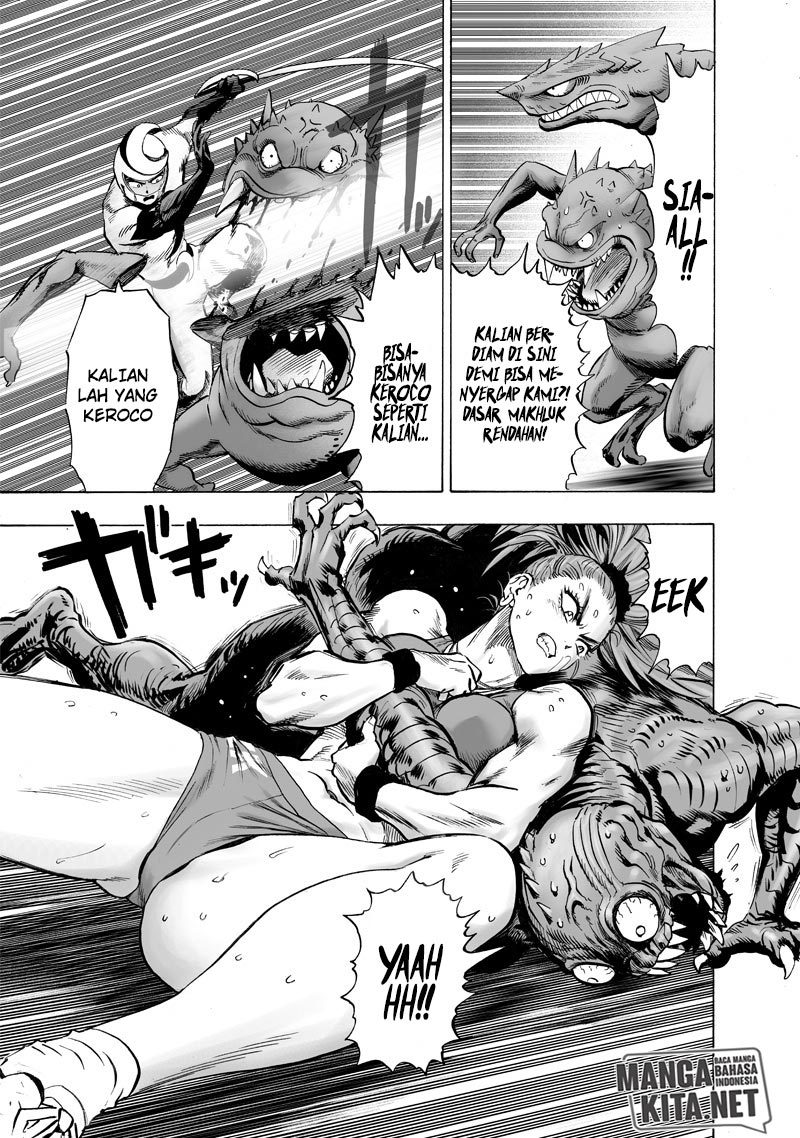 SIA-
ALL
!!
KALIAN BER-
DIAM DI SINI
DEMI BISA ME-
NYERGAP KAMI?!
DASAR MAKHLUK
RENDAHAN!
ガ
BISA-
BISANYA
KEROCO
SEPERTI
KALIAN...
KALIAN
LAH YANG
KEROCO
ガキッ
EEK
YAAH
HH!!
MANGA
KITA.NET
BACA MANGA
BAHASA
INDONESIA